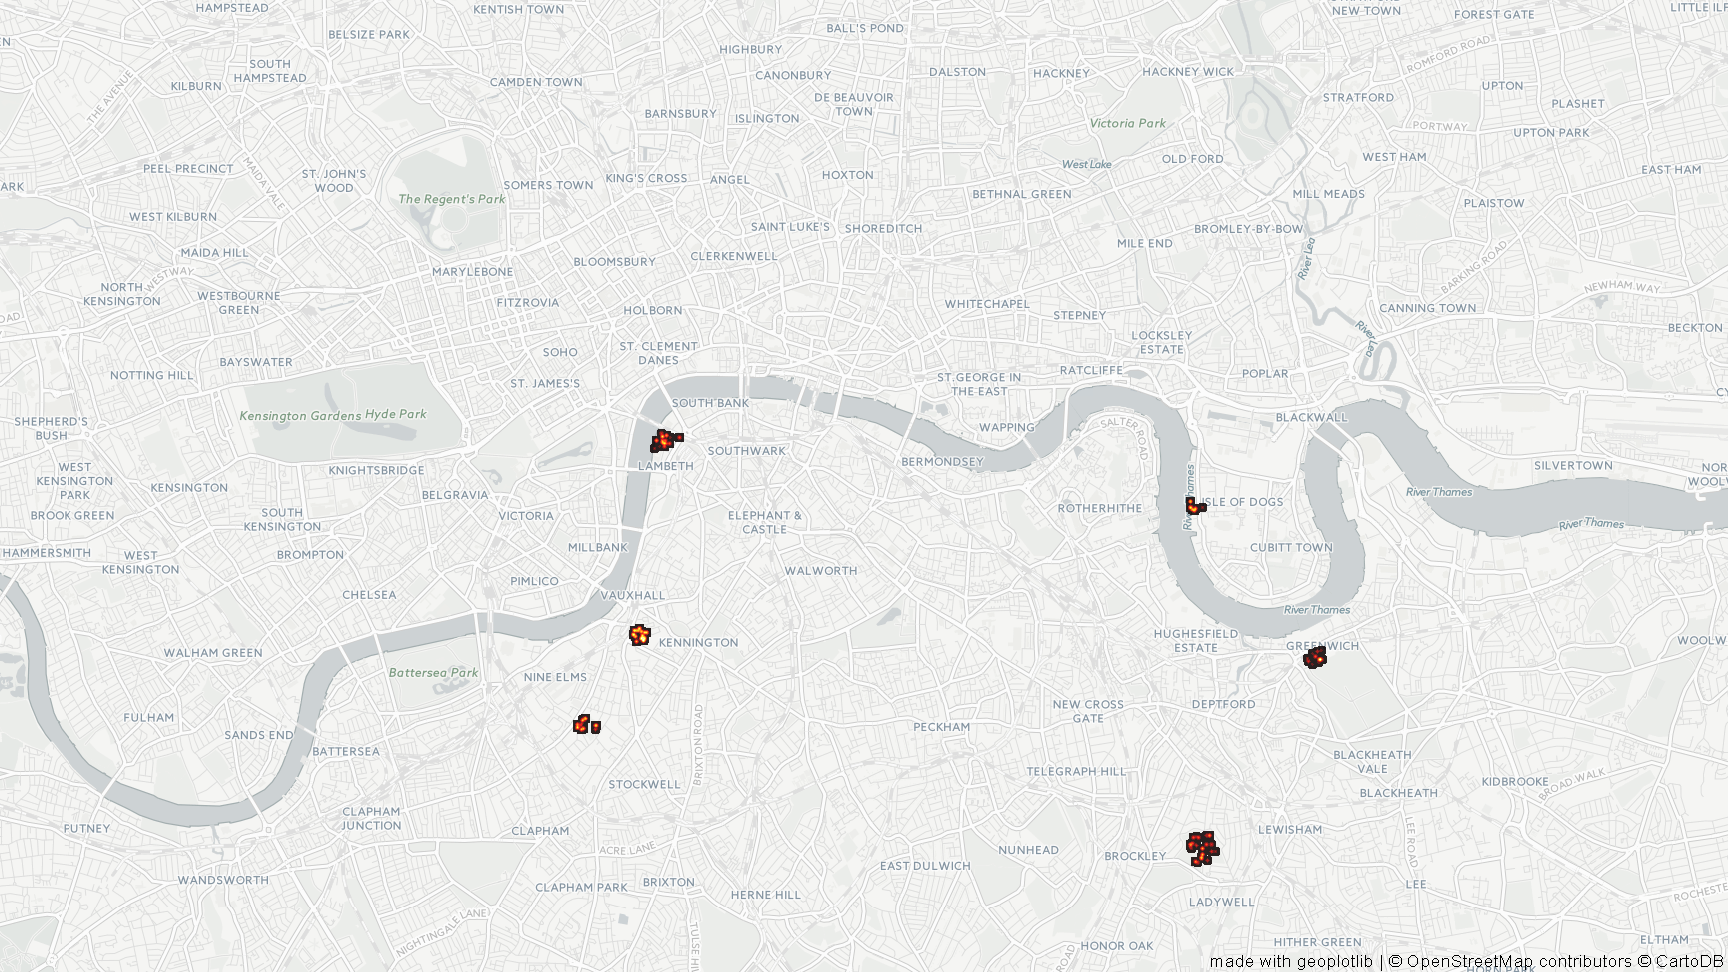 HAMPSTEAD
KENTISH TOWN
BALL'S POND
NEW TOWN
FOREST GATE
BELSIZE PARK
HIGHBURY
SOUTH
HAMPSTEAD
KILBURN
THE AVENUE
CAMDEN TOWN
CANONBURY
DALSTON
HACKNEY
HACKNEY WICK
ROMFORD ROAD
UPTON
BARNSBURY
DE BEAUVOIR
TOWN
ISLINGTON
STRATFORD
PLASHET
Victoria Park
PORTWAY
UPTON PARK
PEEL PRECINCT
MAIDA VALE
ST. JOHN'S
WOOD
SOMERS TOWN
KING'S CROSS
ANGEL
HOXTON
West Lake
OLD FORD
WEST HAM
EAST HAM
The Regent's Park
BETHNAL GREEN
MILL MEADS
PLAISTOW
WEST KILBURN
SAINT LUKE'S
SHOREDITCH
MILE END
BROMLEY-BY-BOW
MAIDA HILL
WESTWAY
MARYLEBONE
BLOOMSBURY
CLERKENWELL
River Lea
BARKING ROAD
NORTH
KENSINGTON
WESTBOURNE
GREEN
FITZROVIA
HOLBORN
WHITECHAPEL
STEPNEY
NEWHAM WAY
CANNING TOWN
BECKTON
River Lea
SOHO
ST. CLEMENT
DANES
LOCKSLEY
ESTATE
BAYSWATER
NOTTING HILL
ST. JAMES'S
ST.GEORGE IN
THE EAST
RATCLIFFE
POPLAR
SOUTH BANK
Kensington Gardens
Hyde Park
SHEPHERD'S
BUSH
WAPPING
SALTER ROAD
BLACKWALL
KNIGHTSBRIDGE
SOUTHWARK
LAMBETH
BERMONDSEY
SILVERTOWN
WEST
KENSINGTON
PARK
KENSINGTON
BELGRAVIA
River Thames
River Thames
BROOK GREEN
SOUTH
KENSINGTON
VICTORIA
ELEPHANT &
CASTLE
ROTHERHITHE
ISLE OF DOGS
River Thames
HAMMERSMITH
WEST
KENSINGTON
BROMPTON
MILLBANK
CUBITT TOWN
WALWORTH
PIMLICO
CHELSEA
VAUXHALL
River Thames
WALHAM GREEN
KENNINGTON
HUGHESFIELD
ESTATE
GREENWICH
Battersea Park
NINE ELMS
FULHAM
SANDS END
BATTERSEA
BRIXTON ROAD
PECKHAM
NEW CROSS
GATE
DEPTFORD
BLACKHEATH
VALE
TELEGRAPH HILL
KIDBROOKE
BROAD WALK
STOCKWELL
BLACKHEATH
CLAPHAM
JUNCTION
CLAPHAM
LEWISHAM
LEE ROAD
ACRE LANE
EAST DULWICH
NUNHEAD
BROCKLEY
WANDSWORTH
CLAPHAM PARK
BRIXTON
HERNE HILL
LEE
LADYWELL
NIGHTINGALE LANE
HONOR OAK
HITHER GREEN
ELTHAM
made with geoplotlib | © OpenStreetMap contributors © CartoDB